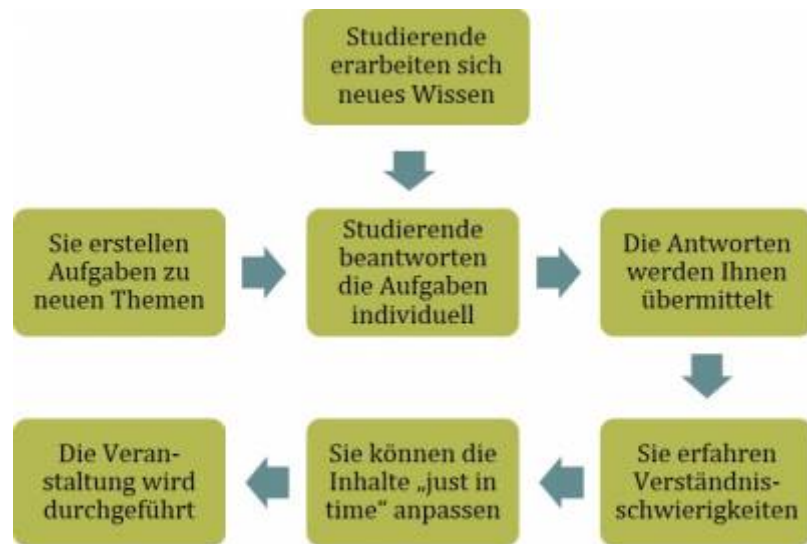 Studierende
erarbeiten sich
neues Wissen
Sie erstellen
Aufgaben zu
neuen Themen
Studierende
beantworten
die Aufgaben
individuell
Die Antworten
werden Ihnen
übermittelt
Sie erfahren
Verständnis-
schwierigkeiten
Sie können die
Inhalte „just in
time“ anpassen
Die Veran-
staltung wird
durchgeführt